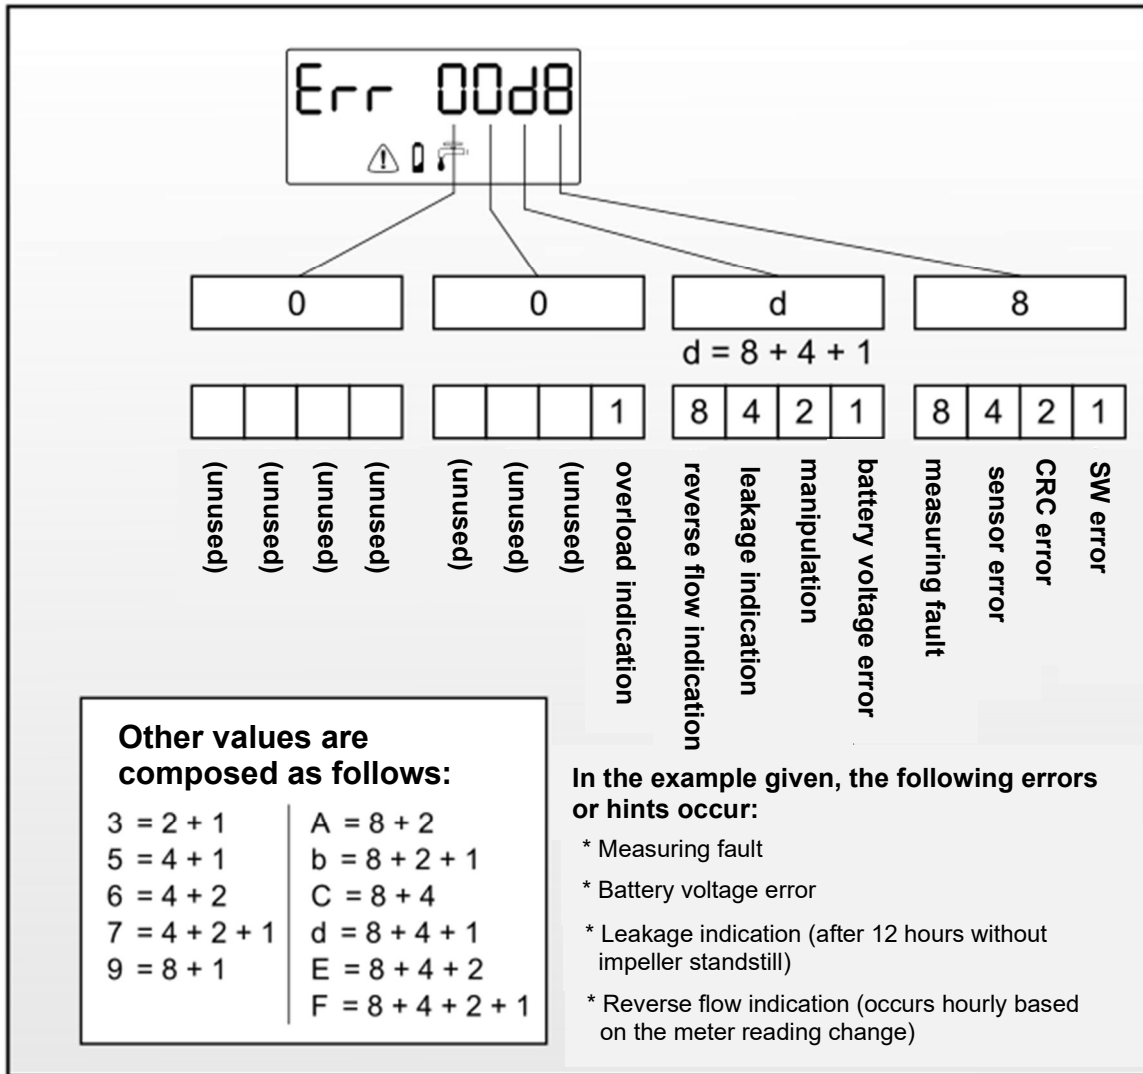 Err 00d8
0 0 d 8
d = 8 + 4 + 1
1 8 4 2 1 8 4 2 1
(unused)
(unused)
(unused)
(unused)
(unused)
(unused)
(unused)
overload indication
reverse flow indication
leakage indication
manipulation
battery voltage error
measuring fault
sensor error
CRC error
SW error
Other values are
composed as follows:
3 = 2 + 1
5 = 4 + 1
6 = 4 + 2
7 = 4 + 2 + 1
9 = 8 + 1
A = 8 + 2
b = 8 + 2 + 1
C = 8 + 4
d = 8 + 4 + 1
E = 8 + 4 + 2
F = 8 + 4 + 2 + 1
In the example given, the following errors
or hints occur:
* Measuring fault
* Battery voltage error
* Leakage indication (after 12 hours without
impeller standstill)
* Reverse flow indication (occurs hourly based
on the meter reading change)